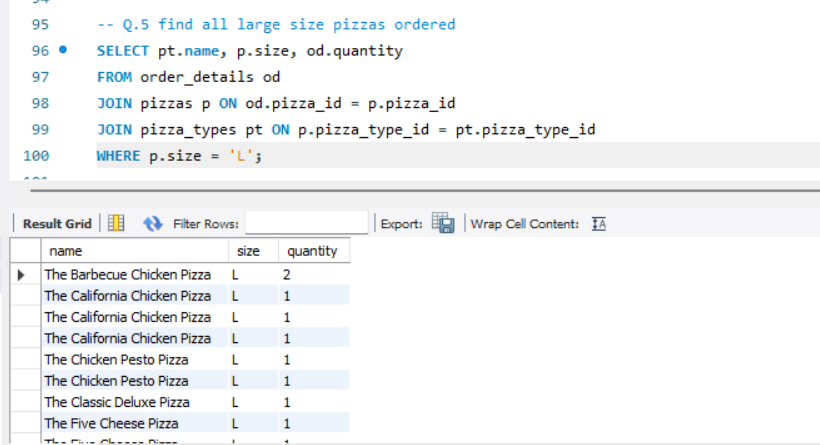 95 -- Q.5 find all large size pizzas ordered
96 SELECT pt.name, p.size, od.quantity
97 FROM order_details od
98 JOIN pizzas p ON od.pizza_id = p.pizza_id
99 JOIN pizza_types pt ON p.pizza_type_id = pt.pizza_type_id
100 WHERE p.size = 'L';
Result Grid Filter Rows: Export: Wrap Cell Content:
name size quantity
The Barbecue Chicken Pizza L 2
The California Chicken Pizza L 1
The California Chicken Pizza L 1
The California Chicken Pizza L 1
The Chicken Pesto Pizza L 1
The Chicken Pesto Pizza L 1
The Classic Deluxe Pizza L 1
The Five Cheese Pizza L 1